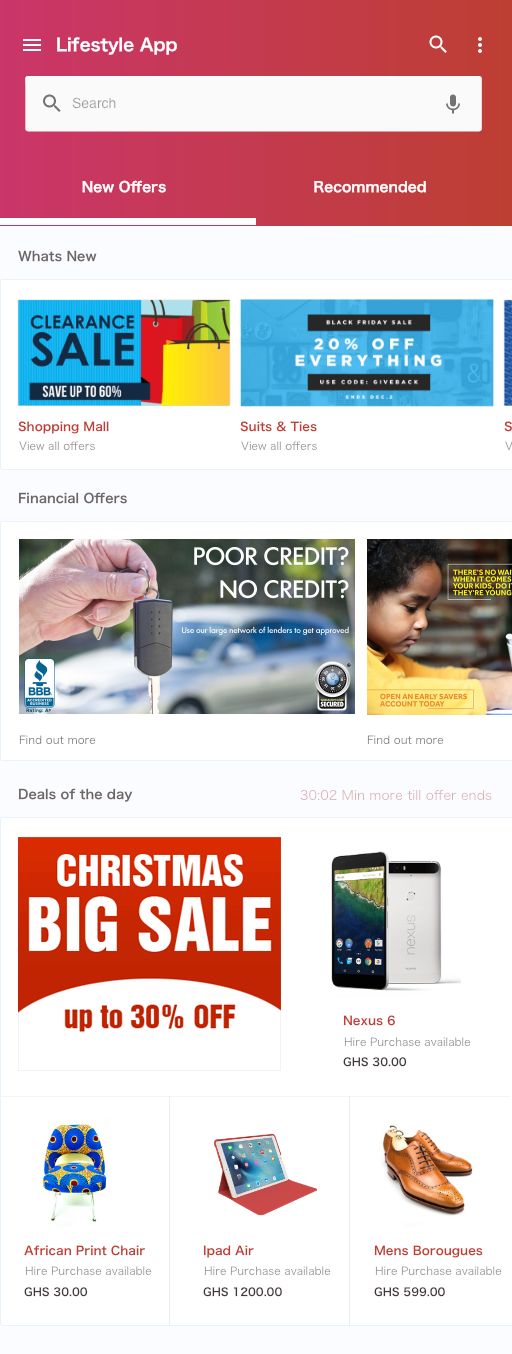 Lifestyle App
Search
New Offers
Recommended
Whats New
CLEARANCE
SALE
SAVE UP TO 60%
BLACK FRIDAY SALE
20% OFF
EVERYTHING
USE CODE: GIVEBACK
ENDS DEC.2
Shopping Mall
View all offers
Suits & Ties
View all offers
S
V
Financial Offers
POOR CREDIT?
NO CREDIT?
Use our large network of lenders to get approved
BBB.
ACCREDITED
BUSINESS
Rating: A+
SECURED
THERE'S NO WAI
WHEN IT COMES
YOUR KIDS, DO I
THEY'RE YOUNG
OPEN AN EARLY SAVERS
ACCOUNT TODAY
Find out more
Find out more
Deals of the day
30:02 Min more till offer ends
CHRISTMAS
BIG SALE
up to 30% OFF
nexus
Nexus 6
Hire Purchase available
GHS 30.00
African Print Chair
Hire Purchase available
GHS 30.00
Ipad Air
Hire Purchase available
GHS 1200.00
Mens Borougues
Hire Purchase available
GHS 599.00